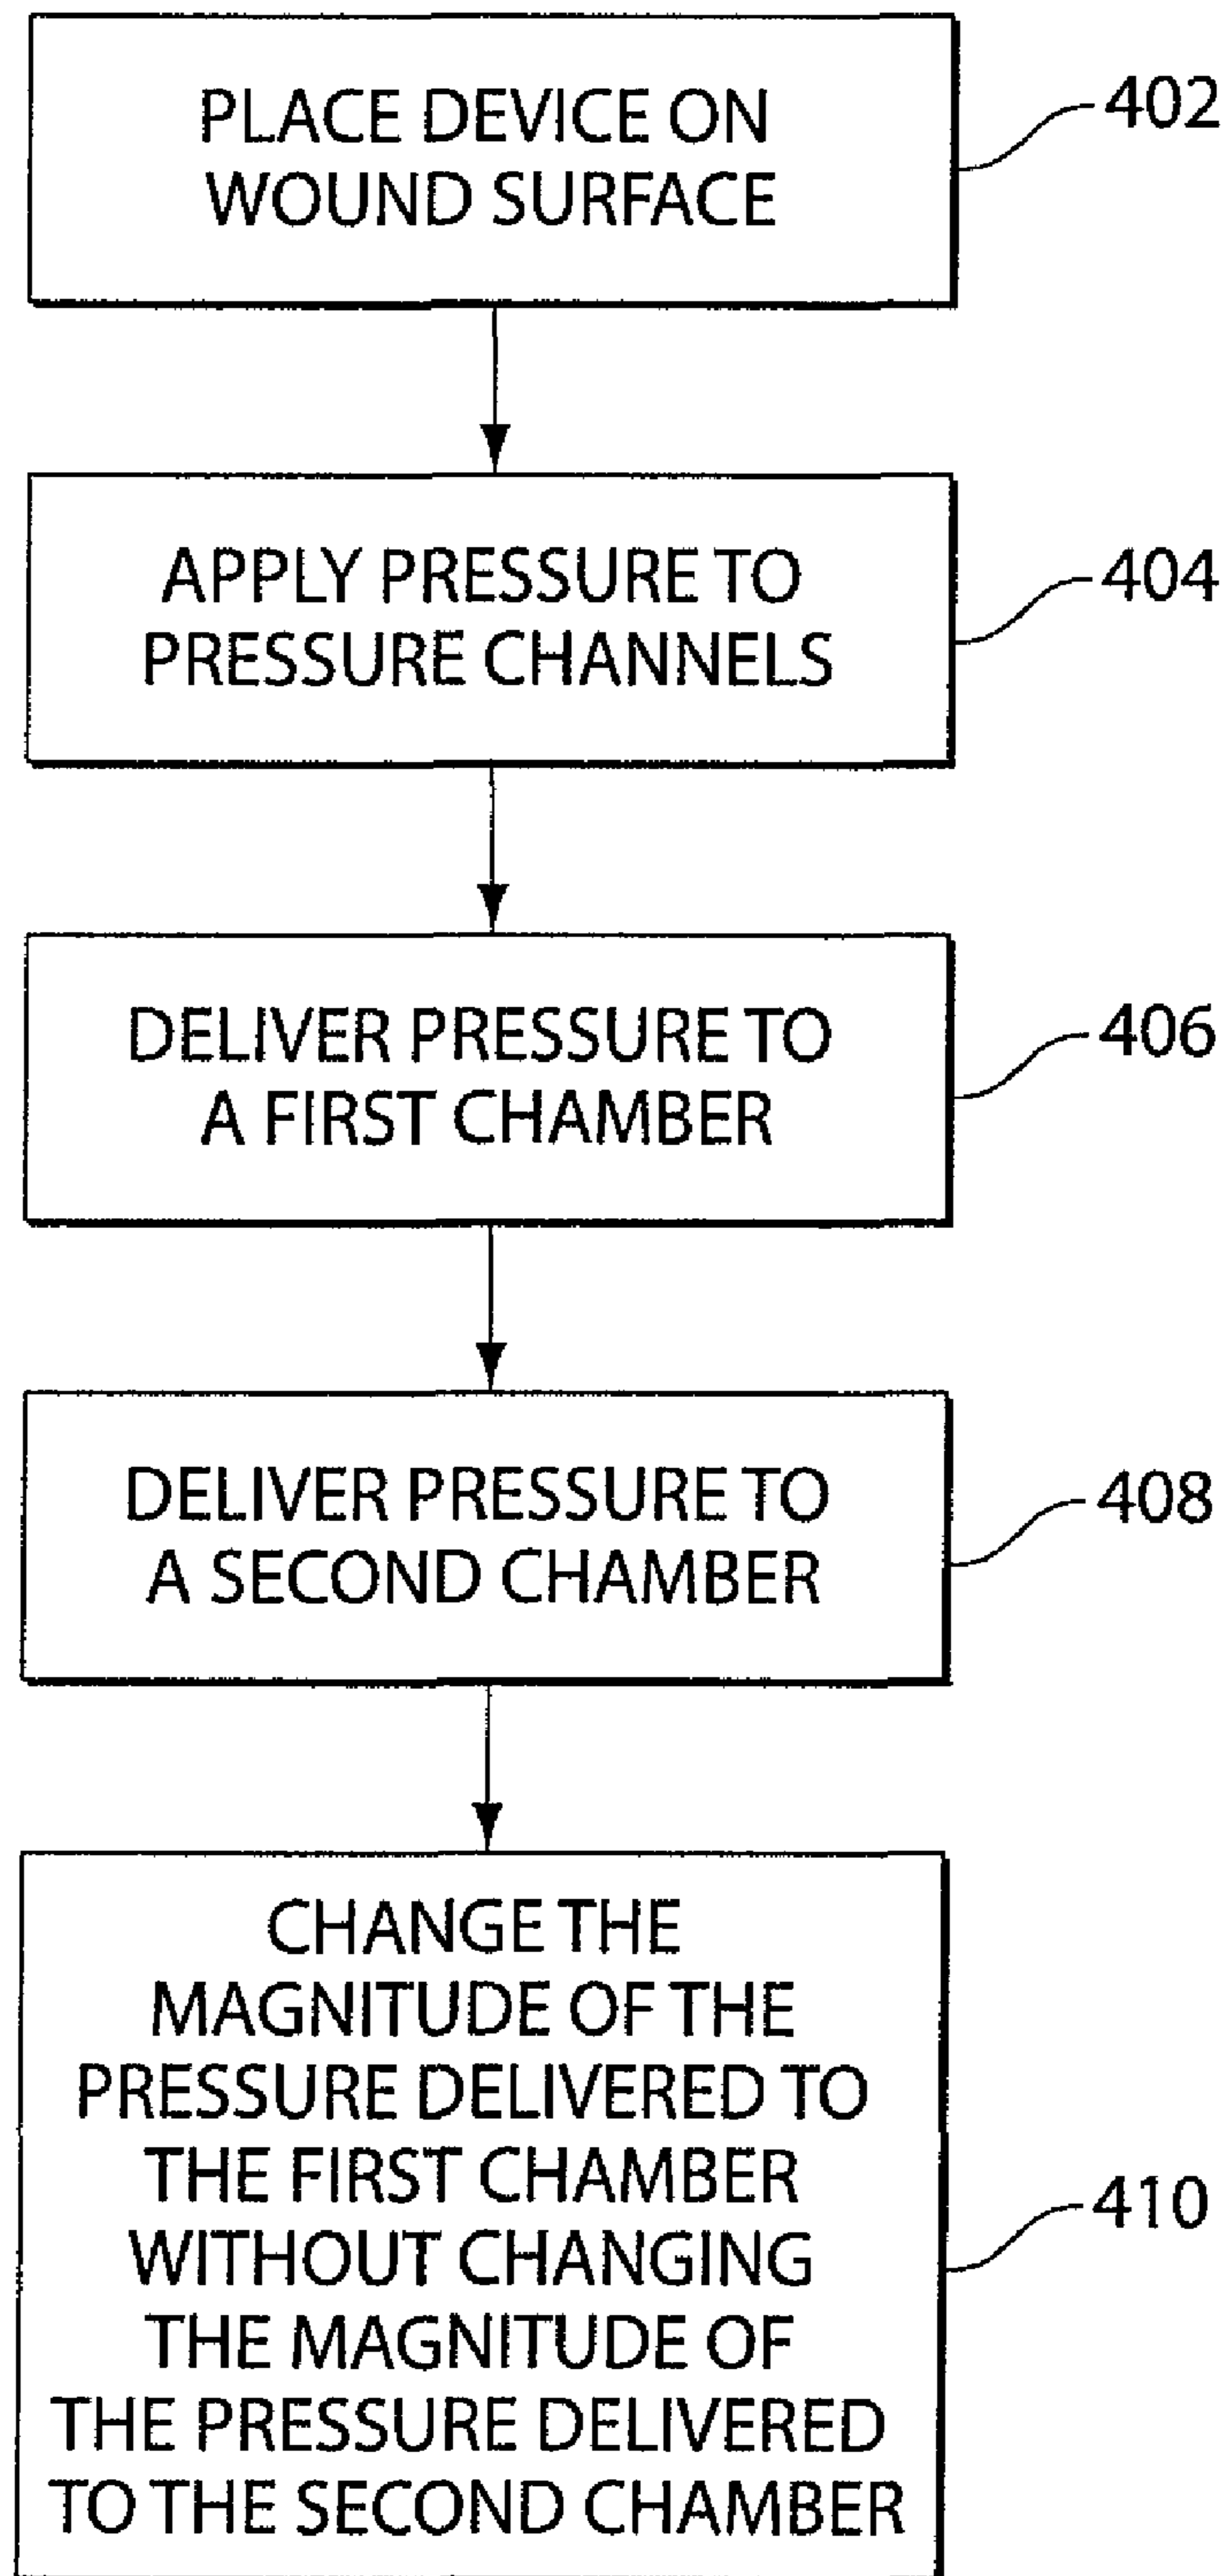 PLACE DEVICE ON
WOUND SURFACE
402
APPLY PRESSURE TO
PRESSURE CHANNELS
404
DELIVER PRESSURE TO
A FIRST CHAMBER
406
DELIVER PRESSURE TO
A SECOND CHAMBER
408
CHANGE THE
MAGNITUDE OF THE
PRESSURE DELIVERED TO
THE FIRST CHAMBER
WITHOUT CHANGING
THE MAGNITUDE OF
THE PRESSURE DELIVERED
TO THE SECOND CHAMBER
410